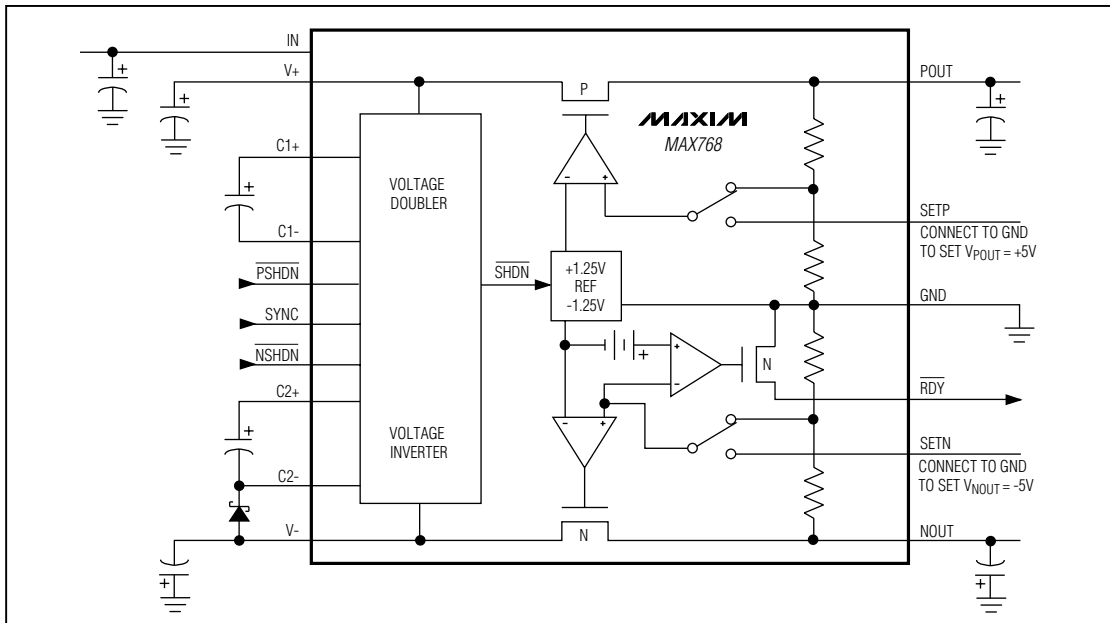 IN
V+
POUT
P
MAXIM
MAX768
C1+
VOLTAGE
DOUBLER
- +
SETP
C1-
CONNECT TO GND
TO SET VPOUT = +5V
PSHDN
SHDN
+1.25V
REF
-1.25V
GND
SYNC
+
+
N
NSHDN
-
RDY
C2+
- +
VOLTAGE
INVERTER
SETN
CONNECT TO GND
TO SET VNOUT = -5V
C2-
V-
N
NOUT
+
+
+
+
+
+
+